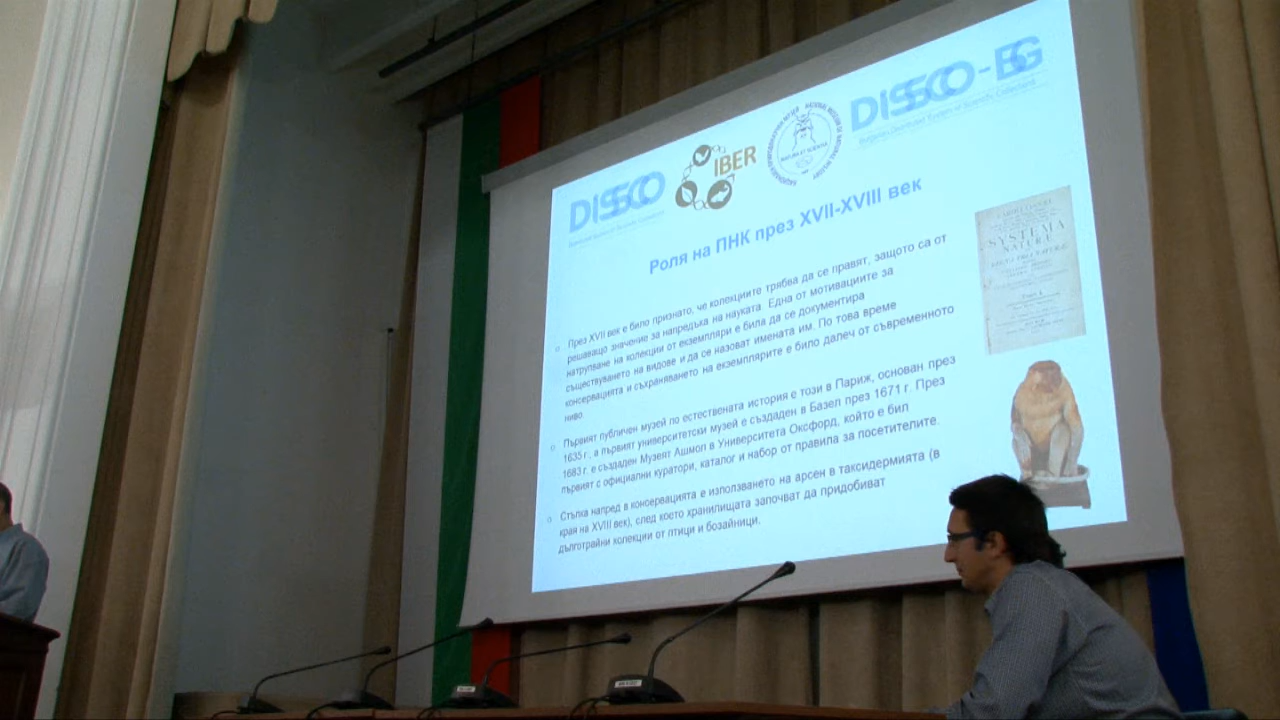 DISSCO
IBER
DISSCO-BG
Роля на ПНК през XVII-XVIII век
През XVII век е било признато, че колекциите трябва да се правят, защото са от
решаващо значение за напредъка на науката. Една от мотивациите за
натрупване на колекции от екземпляри е била да се документира
съществуването на видове и да се назоват имената им. По това време
консервацията и съхраняването на екземплярите е било далеч от съвременното
ниво.
Първият публичен музей по естествената история е този в Париж, основан през
1635 г., а първият университетски музей е създаден в Базел през 1671 г. През
1683 г. е създаден Музеят Ашмол в Университета Оксфорд, който е бил
първият с официални куратори, каталог и набор от правила за посетителите.
Стъпка напред в консервацията е използването на арсен в таксидермията (в
края на XVIII век), след което хранилищата започват да придобиват
дълготрайни колекции от птици и бозайници.
SYSTEMA
NATURÆ